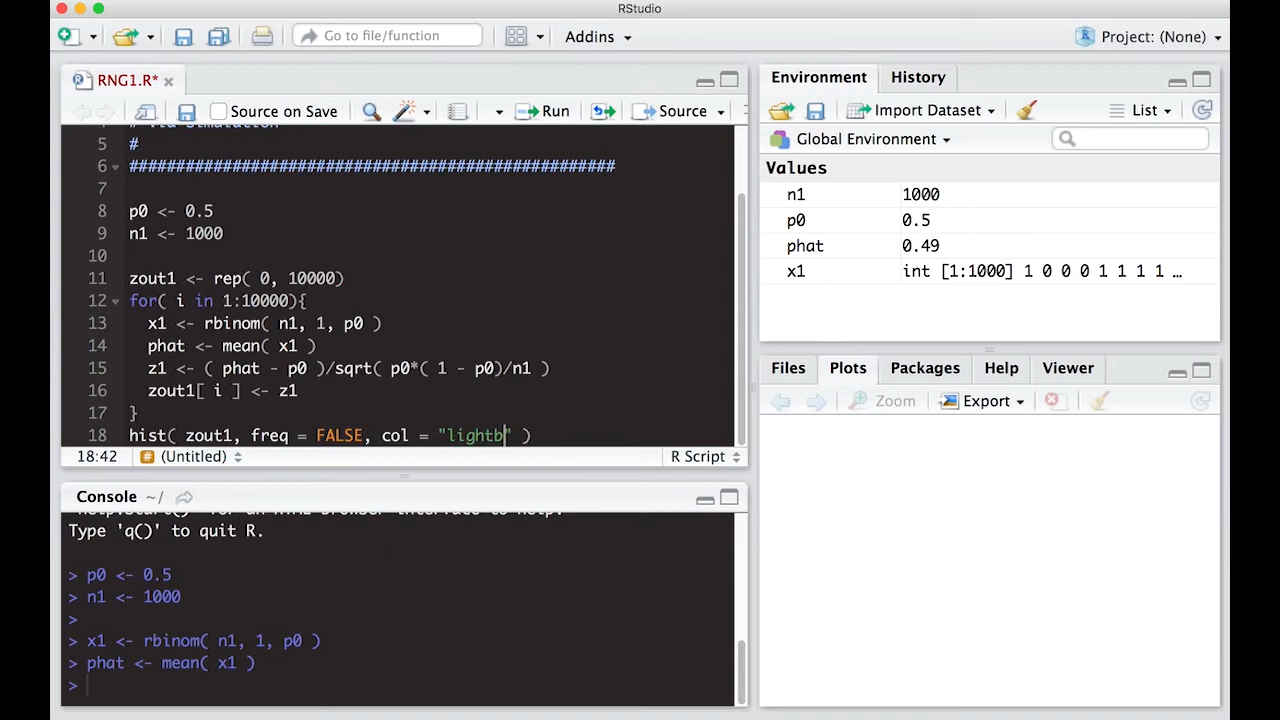 RStudio
Go to file/function
Addins
Project: (None)
RNG1.R*
Source on Save
Run
Source
5 #
6 ####################################################
7
8 p0 <- 0.5
9 n1 <- 1000
10
11 zout1 <- rep( 0, 10000)
12 for( i in 1:10000){
13 x1 <- rbinom( n1, 1, p0 )
14 phat <- mean( x1 )
15 z1 <- ( phat - p0 )/sqrt( p0*( 1 - p0)/n1 )
16 zout1[ i ] <- z1
17 }
18 hist( zout1, freq = FALSE, col = "lightb" )
18:42 (Untitled) R Script
Console ~/
Type 'q()' to quit R.
> p0 <- 0.5
> n1 <- 1000
>
> x1 <- rbinom( n1, 1, p0 )
> phat <- mean( x1 )
>
Environment History
Import Dataset List
Global Environment
Values
n1 1000
p0 0.5
phat 0.49
x1 int [1:1000] 1 0 0 0 1 1 1 1 …
Files Plots Packages Help Viewer
Zoom Export